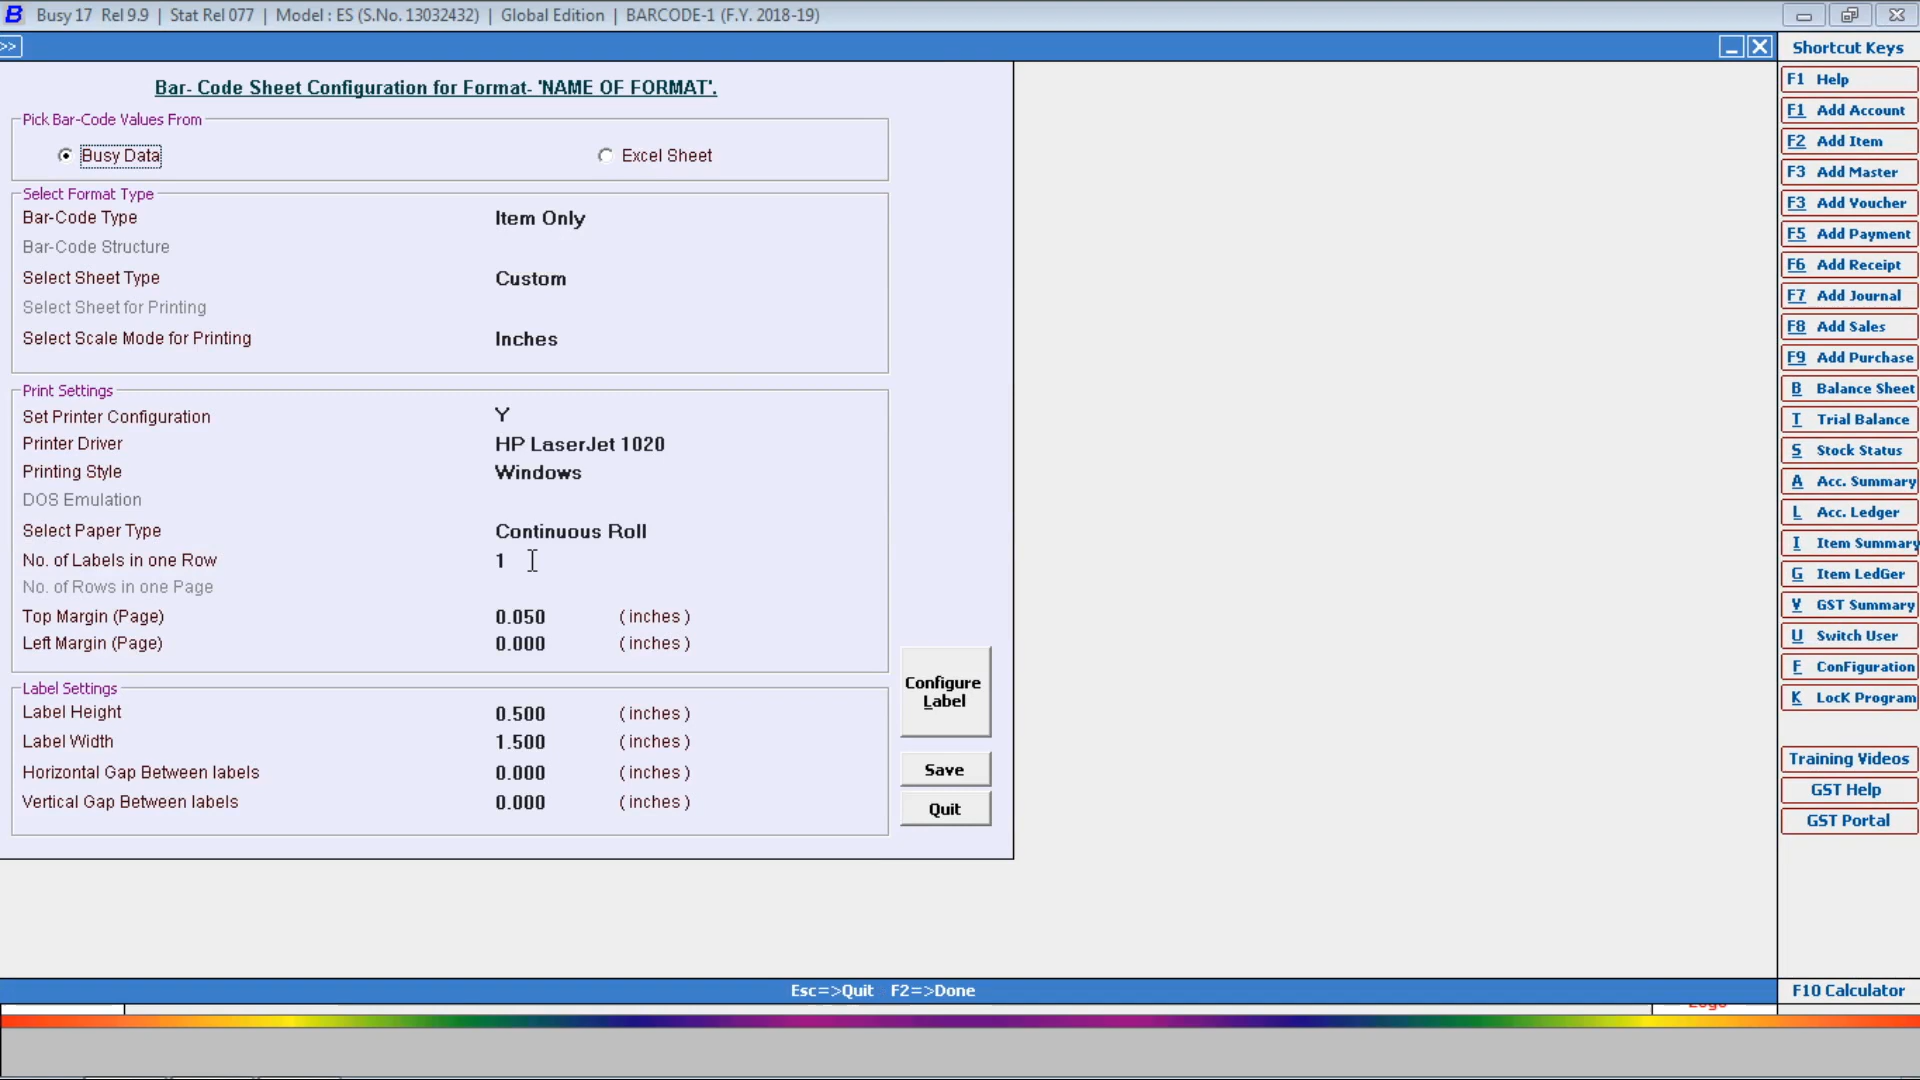 B Busy 17 Rel 9.9 | Stat Rel 077 | Model : ES (S.No. 13032432) | Global Edition | BARCODE-1 (F.Y. 2018-19)
>>
Shortcut Keys
Bar- Code Sheet Configuration for Format- 'NAME OF FORMAT'.
Pick Bar-Code Values From
Busy Data Excel Sheet
Select Format Type
Bar-Code Type Item Only
Bar-Code Structure
Select Sheet Type Custom
Select Sheet for Printing
Select Scale Mode for Printing Inches
Print Settings
Set Printer Configuration Y
Printer Driver HP LaserJet 1020
Printing Style Windows
DOS Emulation
Select Paper Type Continuous Roll
No. of Labels in one Row 1
No. of Rows in one Page
Top Margin (Page) 0.050 (inches)
Left Margin (Page) 0.000 (inches)
Label Settings
Label Height 0.500 (inches)
Label Width 1.500 (inches)
Horizontal Gap Between labels 0.000 (inches)
Vertical Gap Between labels 0.000 (inches)
Configure
Label
Save
Quit
F1 Help
F1 Add Account
F2 Add Item
F3 Add Master
F3 Add Voucher
F5 Add Payment
F6 Add Receipt
F7 Add Journal
F8 Add Sales
F9 Add Purchase
B Balance Sheet
T Trial Balance
S Stock Status
A Acc. Summary
L Acc. Ledger
I Item Summary
G Item LedGer
V GST Summary
U Switch User
F ConFiguration
K LocK Program
Training Videos
GST Help
GST Portal
Esc=>Quit F2=>Done
F10 Calculator